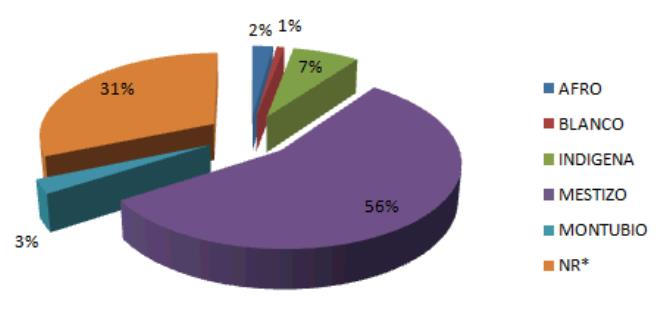 2%
1%
7%
31%
56%
3%
AFRO
BLANCO
INDIGENA
MESTIZO
MONTUBIO
NR*